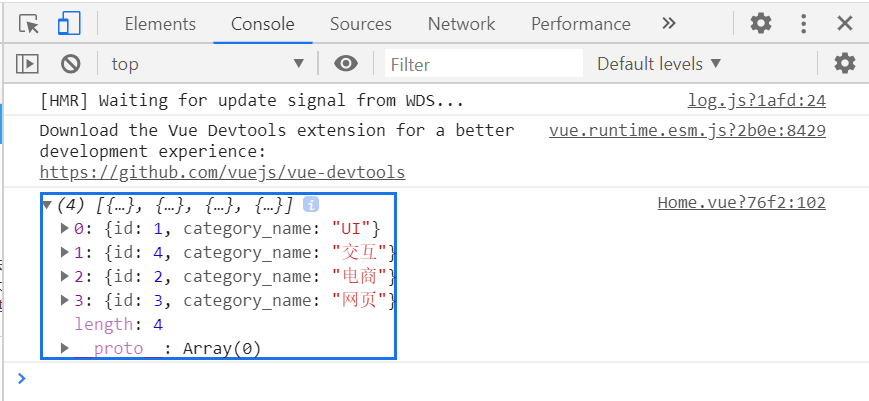 Elements Console Sources Network Performance »
top Filter Default levels
[HMR] Waiting for update signal from WDS... log.js?1afd:24
Download the Vue Devtools extension for a better vue.runtime.esm.js?2b0e:8429
development experience:
https://github.com/vuejs/vue-devtools
(4) [{…}, {…}, {…}, {…}] i Home.vue?76f2:102
0: {id: 1, category_name: "UI"}
1: {id: 4, category_name: "交互"}
2: {id: 2, category_name: "电商"}
3: {id: 3, category_name: "网页"}
length: 4
__proto__: Array(0)